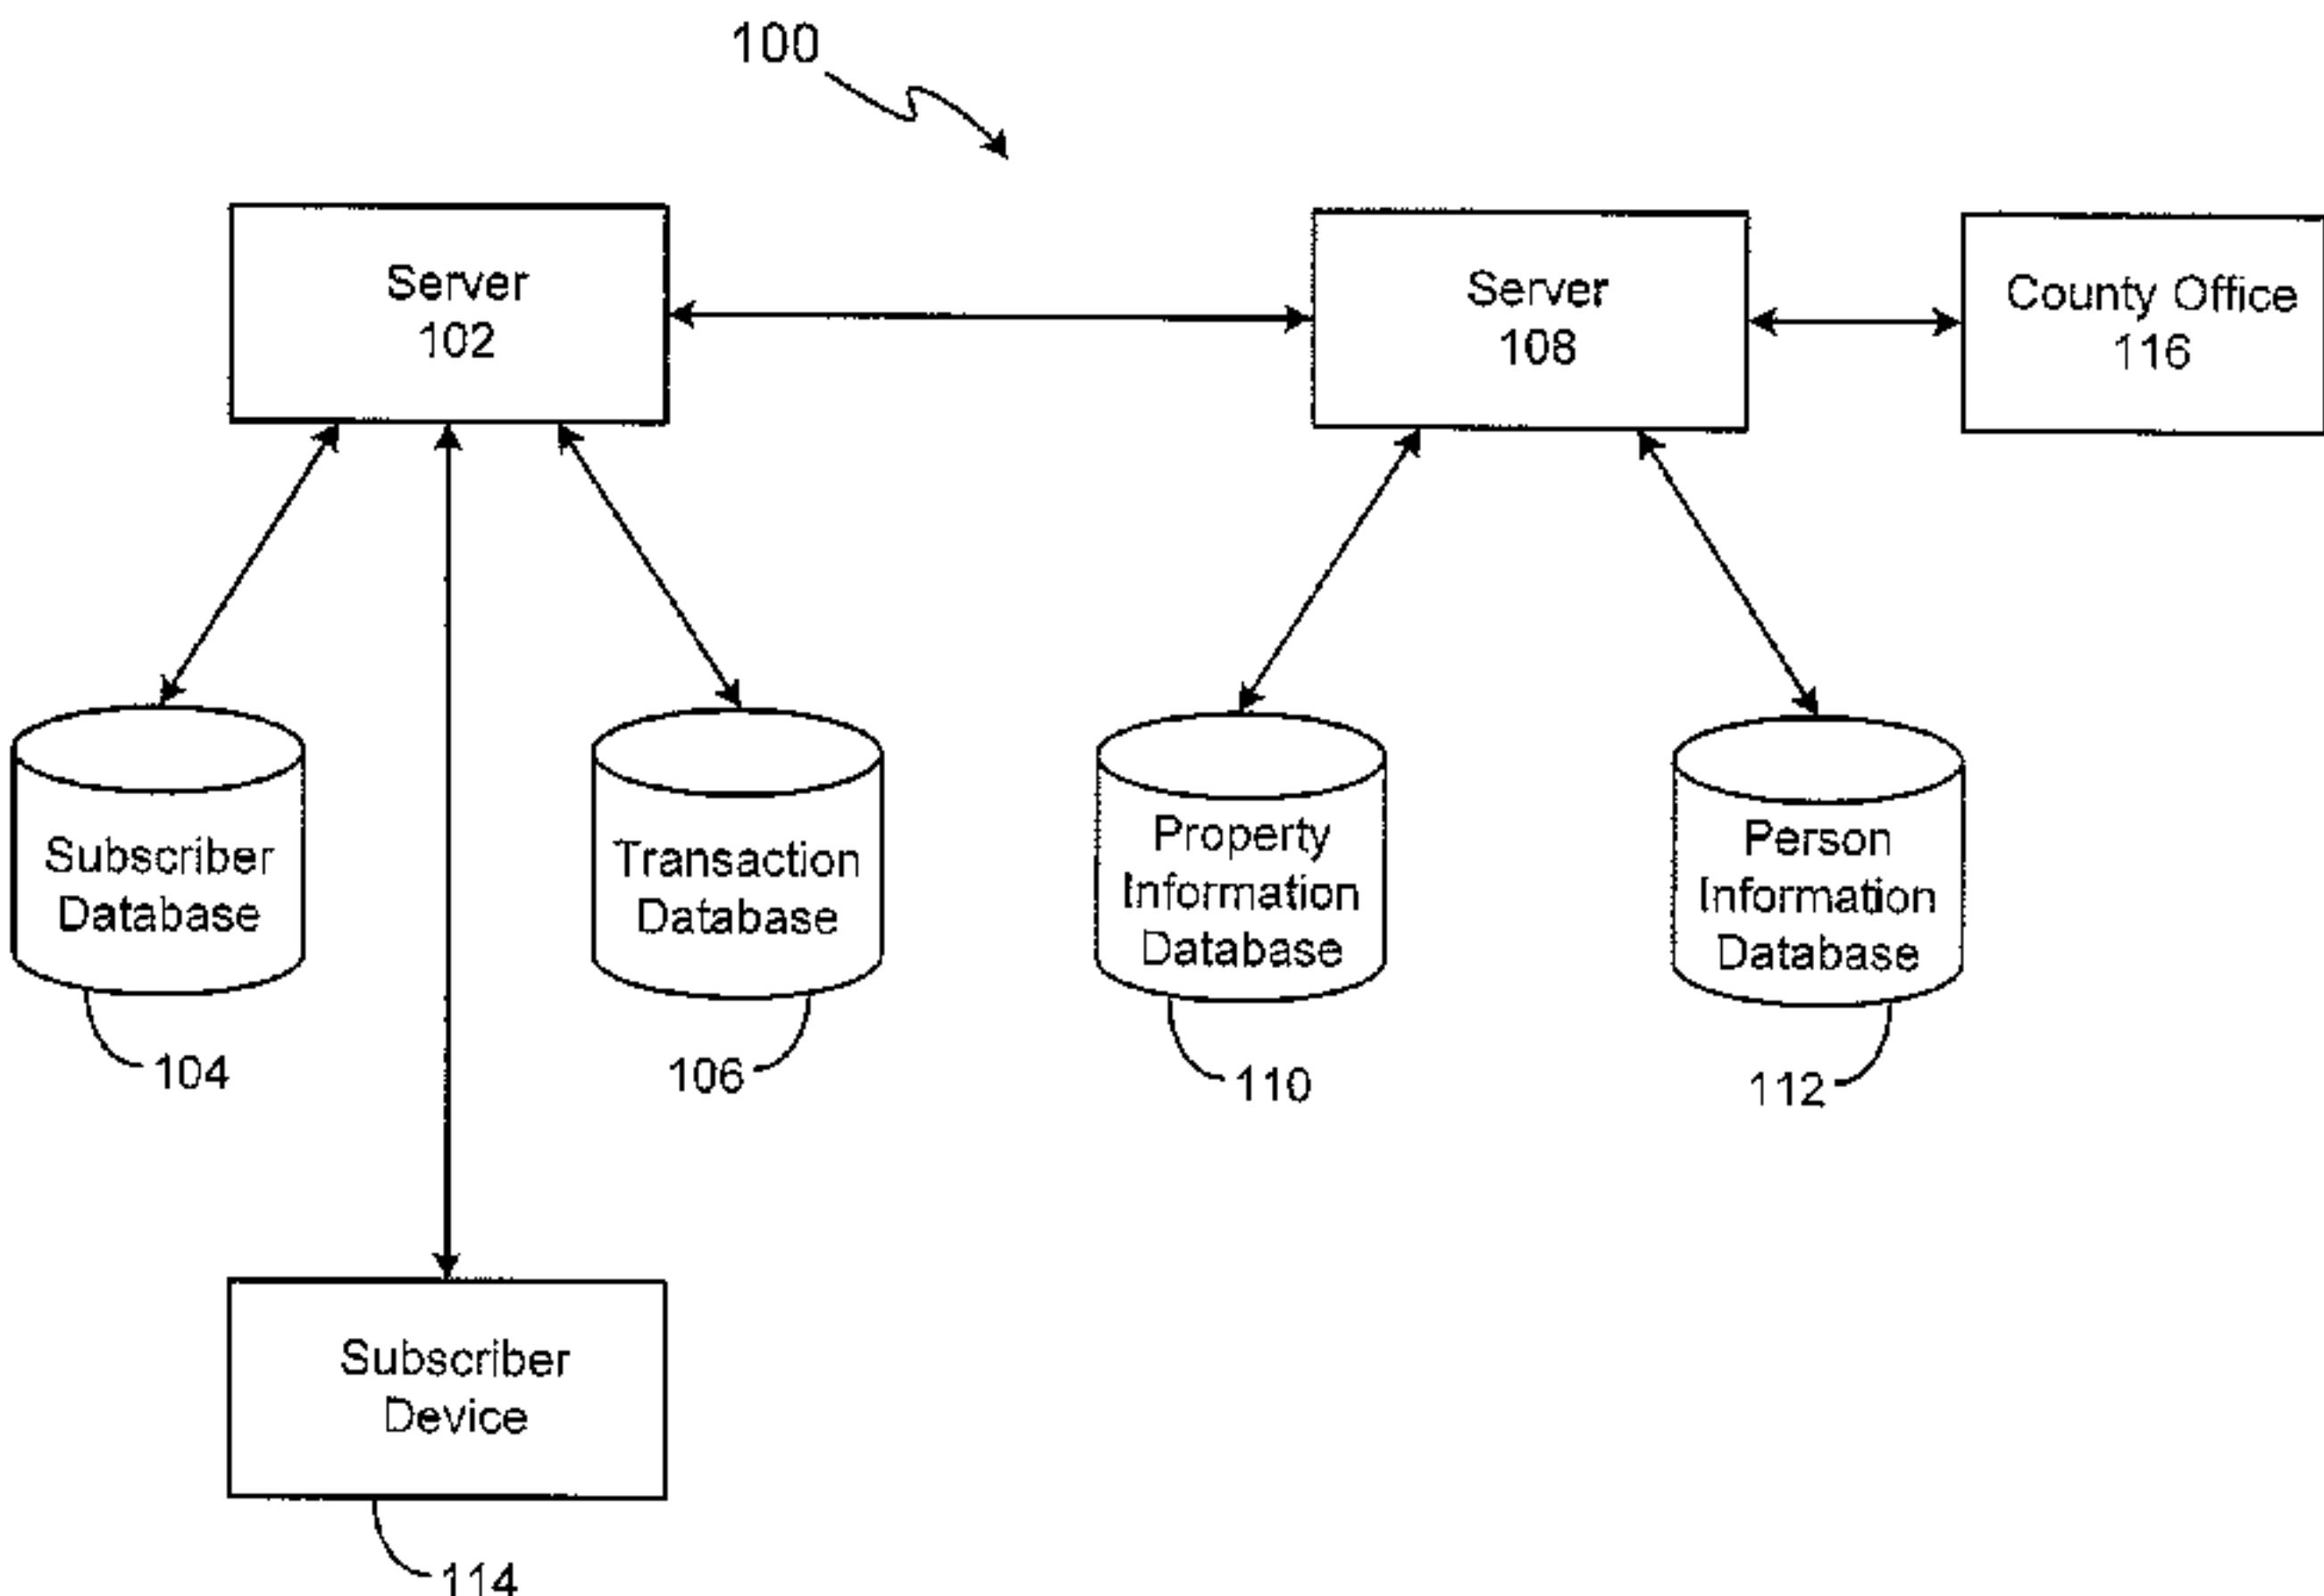 100
Server
102
Server
108
County Office
116
Subscriber
Database
Transaction
Database
Property
Information
Database
Person
Information
Database
104
106
110
112
Subscriber
Device
114